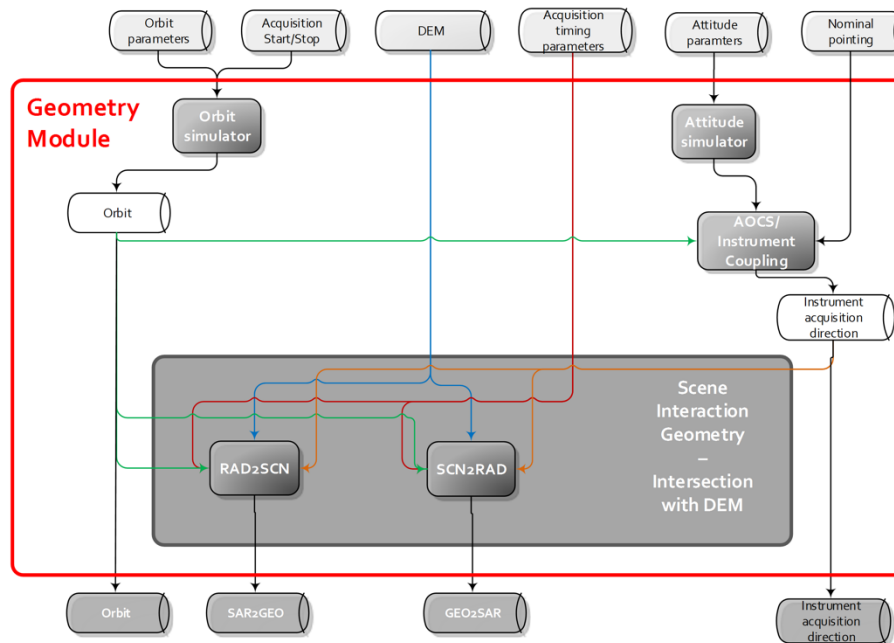 Orbit
parameters
Acquisition
Start/Stop
DEM
Acquisition
timing
parameters
Attitude
paramters
Nominal
pointing
Geometry
Module
Orbit
simulator
Attitude
simulator
Orbit
AOCS/
Instrument
Coupling
Instrument
acquisition
direction
Scene
Interaction
Geometry
–
Intersection
with DEM
RAD2SCN
SCN2RAD
Orbit
SAR2GEO
GEO2SAR
Instrument
acquisition
direction